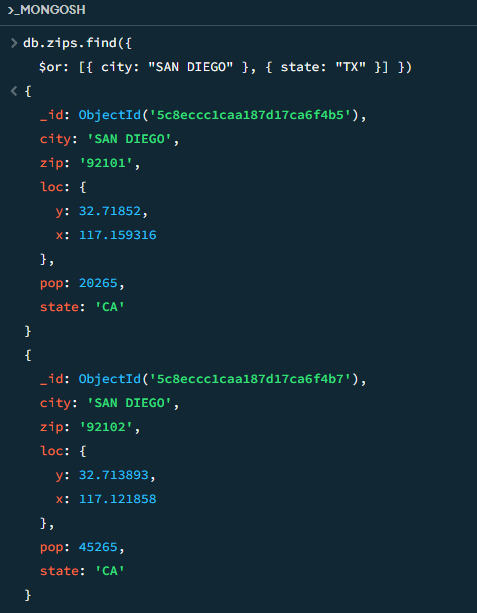 >_MONGOSH
> db.zips.find({
$or: [{ city: "SAN DIEGO" }, { state: "TX" }] })
< {
_id: ObjectId('5c8eccc1caa187d17ca6f4b5'),
city: 'SAN DIEGO',
zip: '92101',
loc: {
y: 32.71852,
x: 117.159316
},
pop: 20265,
state: 'CA'
}
{
_id: ObjectId('5c8eccc1caa187d17ca6f4b7'),
city: 'SAN DIEGO',
zip: '92102',
loc: {
y: 32.713893,
x: 117.121858
},
pop: 45265,
state: 'CA'
}